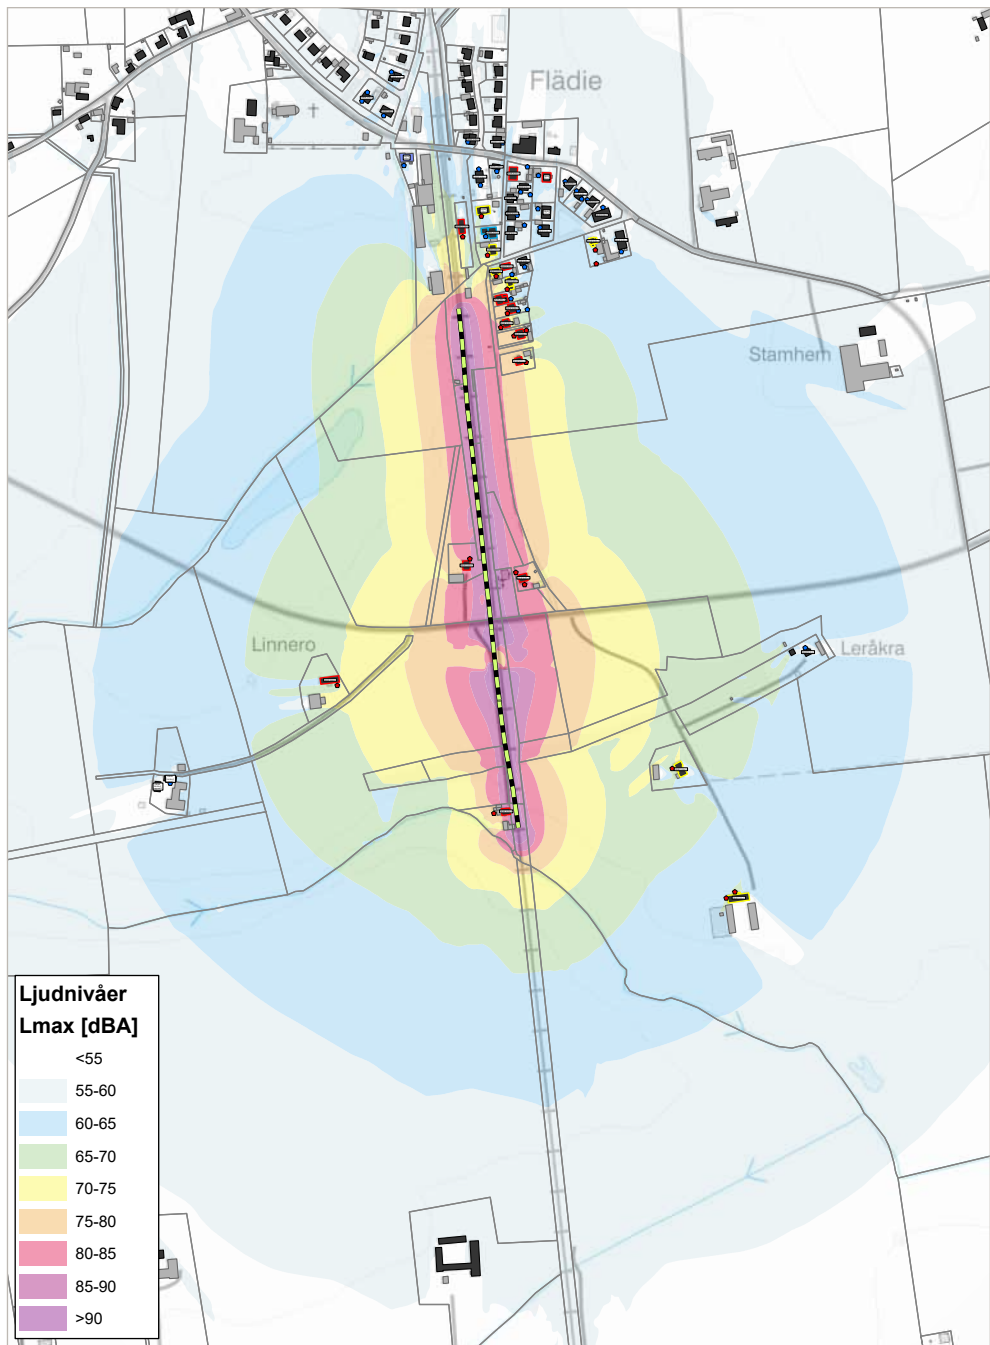 Flädie
Stamhem
Linnero
Leråkra
Ljudnivåer
Lmax [dBA]
<55
55-60
60-65
65-70
70-75
75-80
80-85
85-90
>90